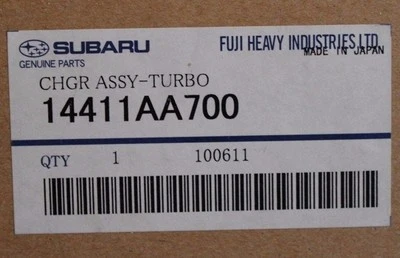 SUBARU FUJI HEAVY INDUSTRIES LTD
GENUINE PARTS MADE IN JAPAN
CHGR ASSY-TURBO
14411AA700
QTY 1 100611